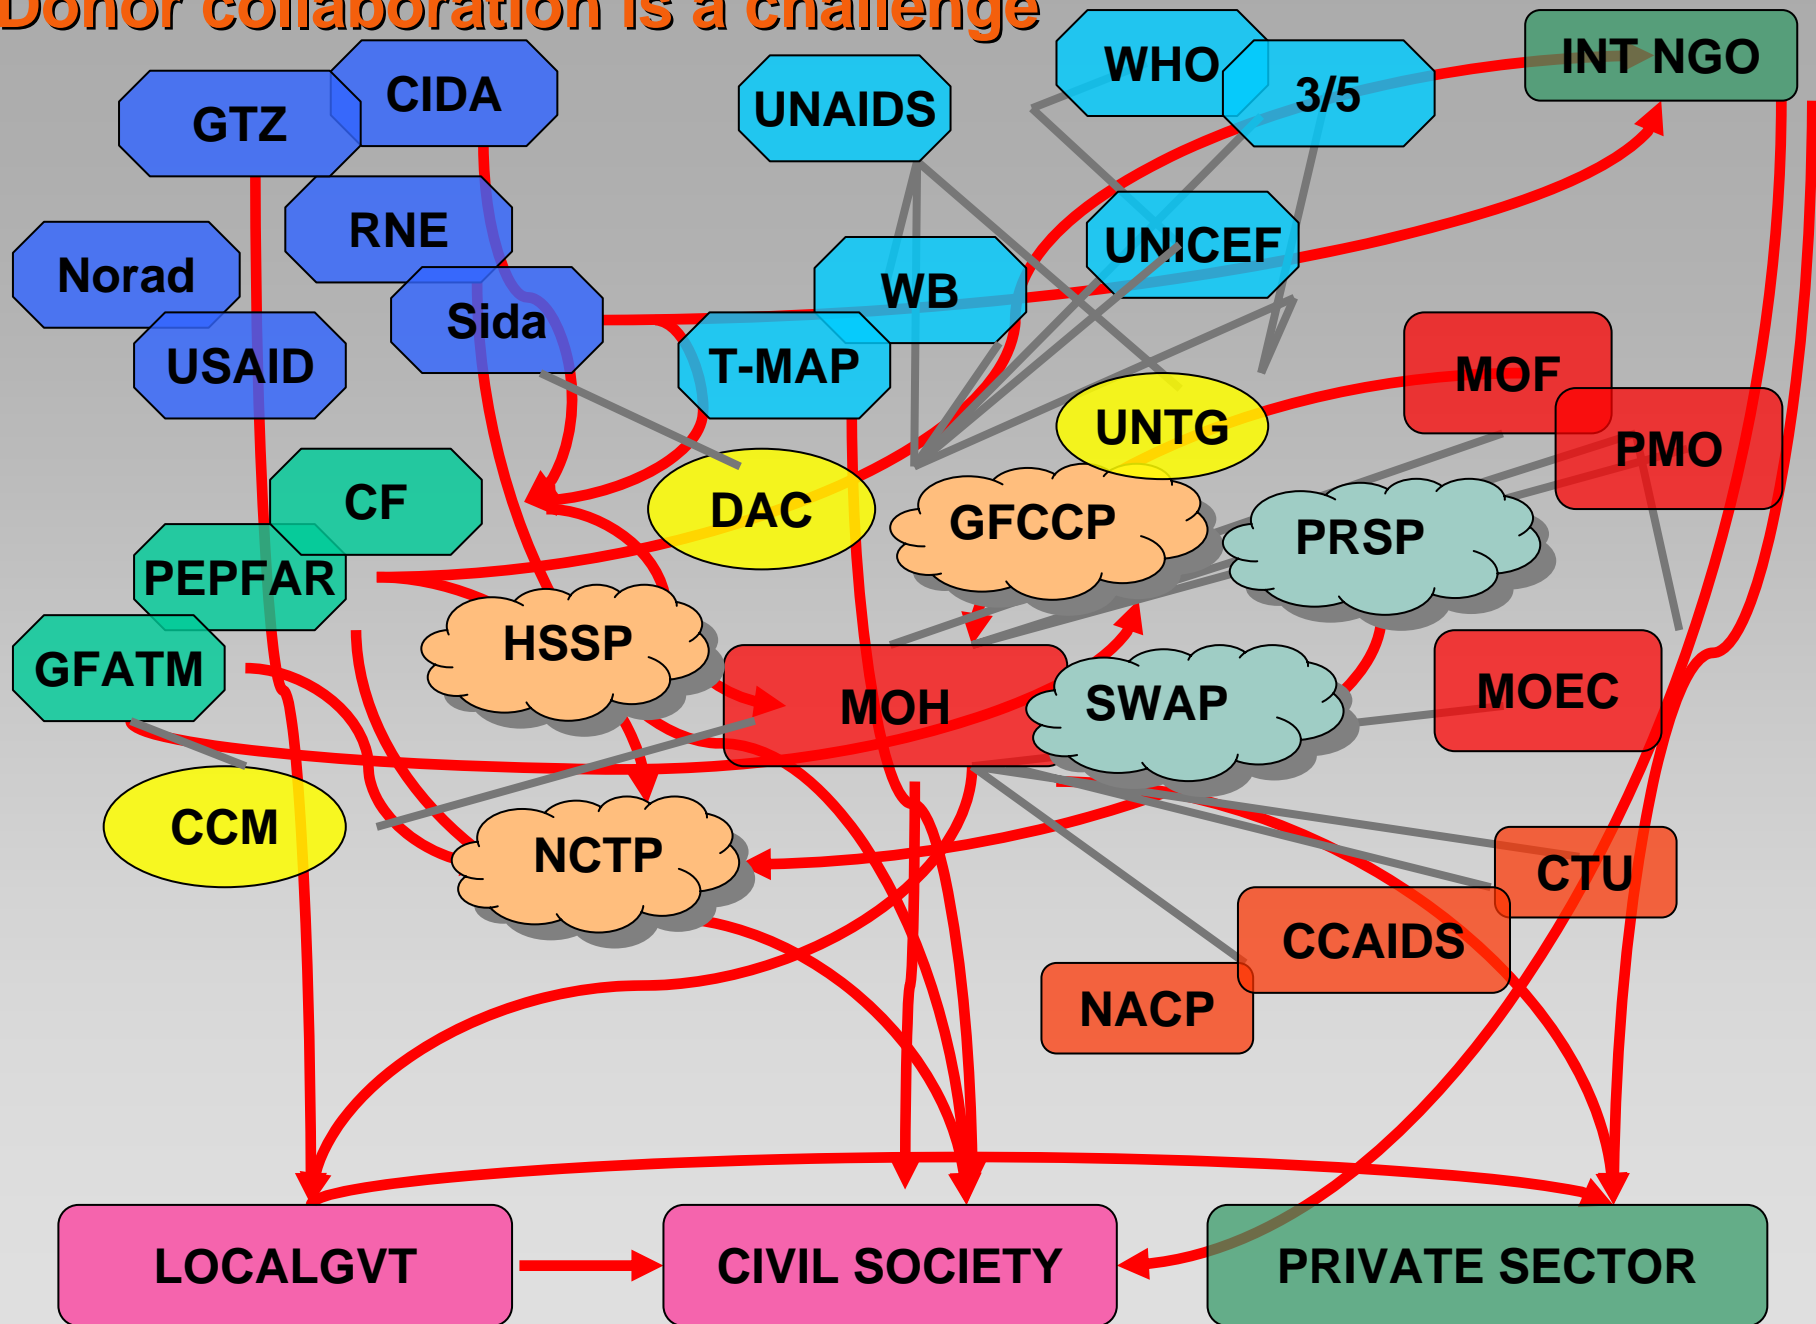 Donor collaboration is a challenge
WHO
INT NGO
CIDA
3/5
UNAIDS
GTZ
RNE
UNICEF
Norad
WB
Sida
USAID
T-MAP
MOF
UNTG
PMO
CF
DAC
GFCCP
PRSP
PEPFAR
HSSP
GFATM
MOH
SWAP
MOEC
CCM
NCTP
CTU
CCAIDS
NACP
LOCALGVT
CIVIL SOCIETY
PRIVATE SECTOR